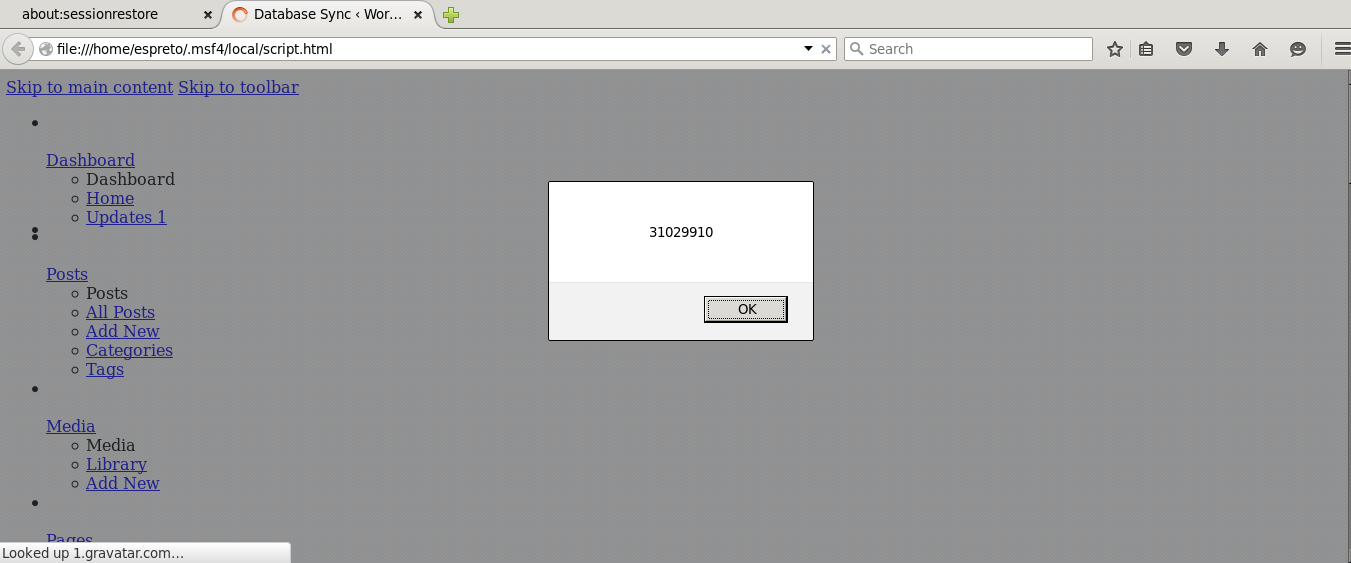 about:sessionrestore
Database Sync ‹ Wor...
file:///home/espreto/.msf4/local/script.html
Search
Skip to main content Skip to toolbar
Dashboard
Dashboard
Home
Updates 1
Posts
Posts
All Posts
Add New
Categories
Tags
Media
Media
Library
Add New
Pages
31029910
OK
Looked up 1.gravatar.com...